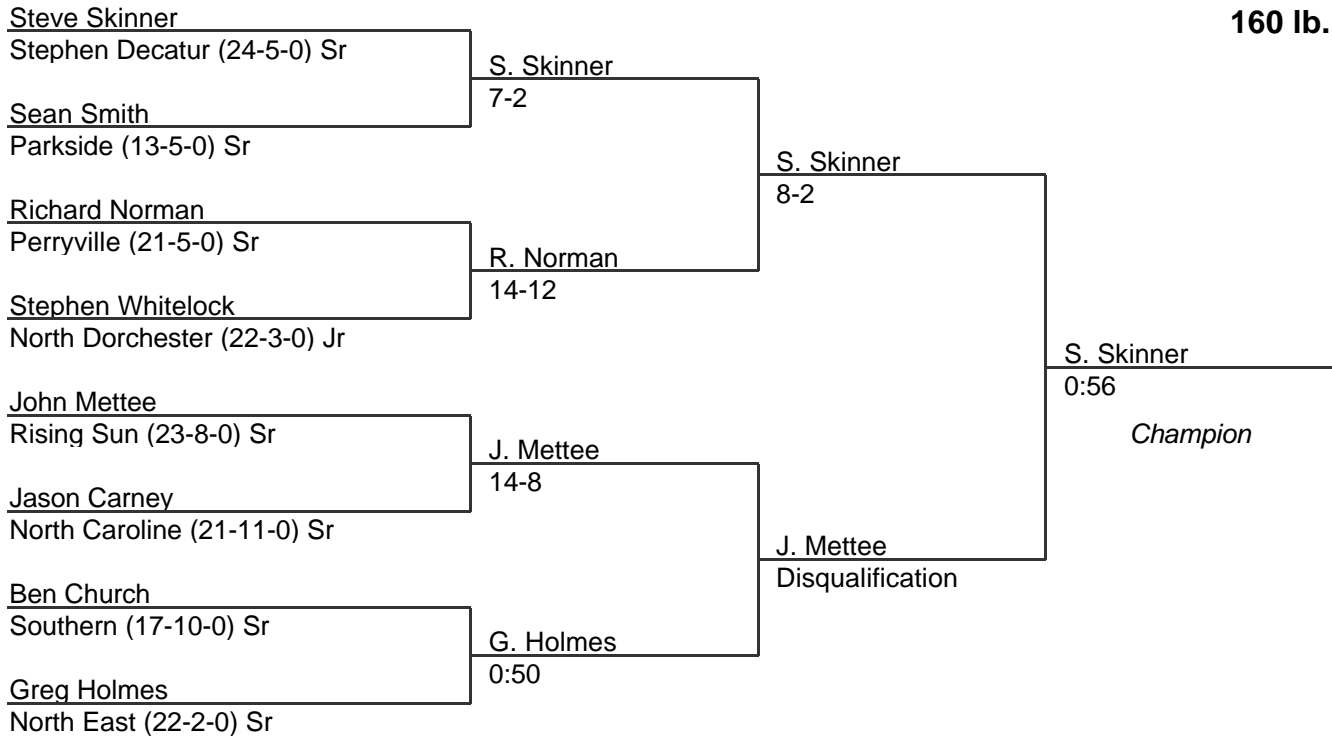 Steve Skinner
160 lb.
Stephen Decatur (24-5-0) Sr
S. Skinner
7-2
Sean Smith
Parkside (13-5-0) Sr
S. Skinner
8-2
Richard Norman
Perryville (21-5-0) Sr
R. Norman
14-12
Stephen Whitelock
North Dorchester (22-3-0) Jr
S. Skinner
0:56
Champion
John Mettee
Rising Sun (23-8-0) Sr
J. Mettee
14-8
Jason Carney
North Caroline (21-11-0) Sr
J. Mettee
Disqualification
Ben Church
Southern (17-10-0) Sr
G. Holmes
0:50
Greg Holmes
North East (22-2-0) Sr